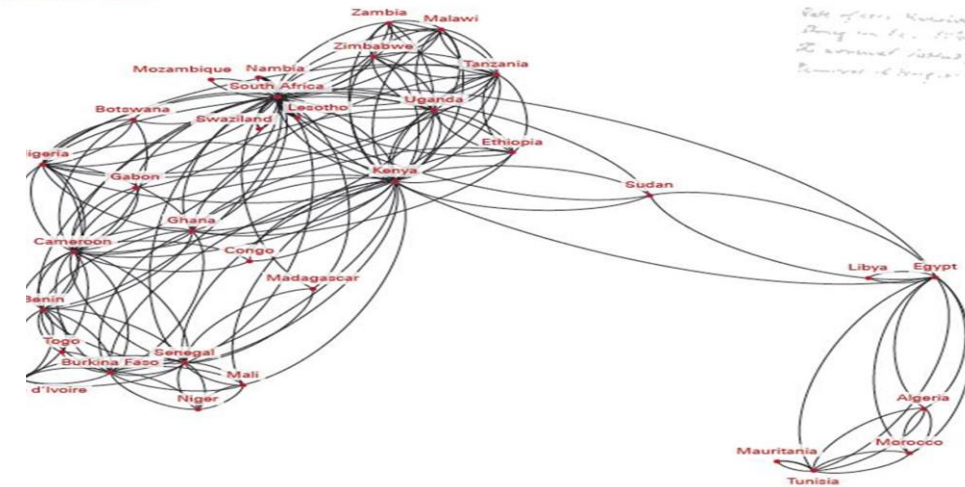 Zambia
Malawi
Zimbabwe
Tanzania
Mozambique
Nambia
South Africa
Uganda
Lesotho
Botswana
Swaziland
Ethiopia
igeria
Kenya
Gabon
Sudan
Ghana
Cameroon
Congo
Libya
Egypt
Madagascar
Benin
Togo
Senegal
Burkina Faso
Mali
d'Ivoire
Niger
Algeria
Morocco
Mauritania
Tunisia